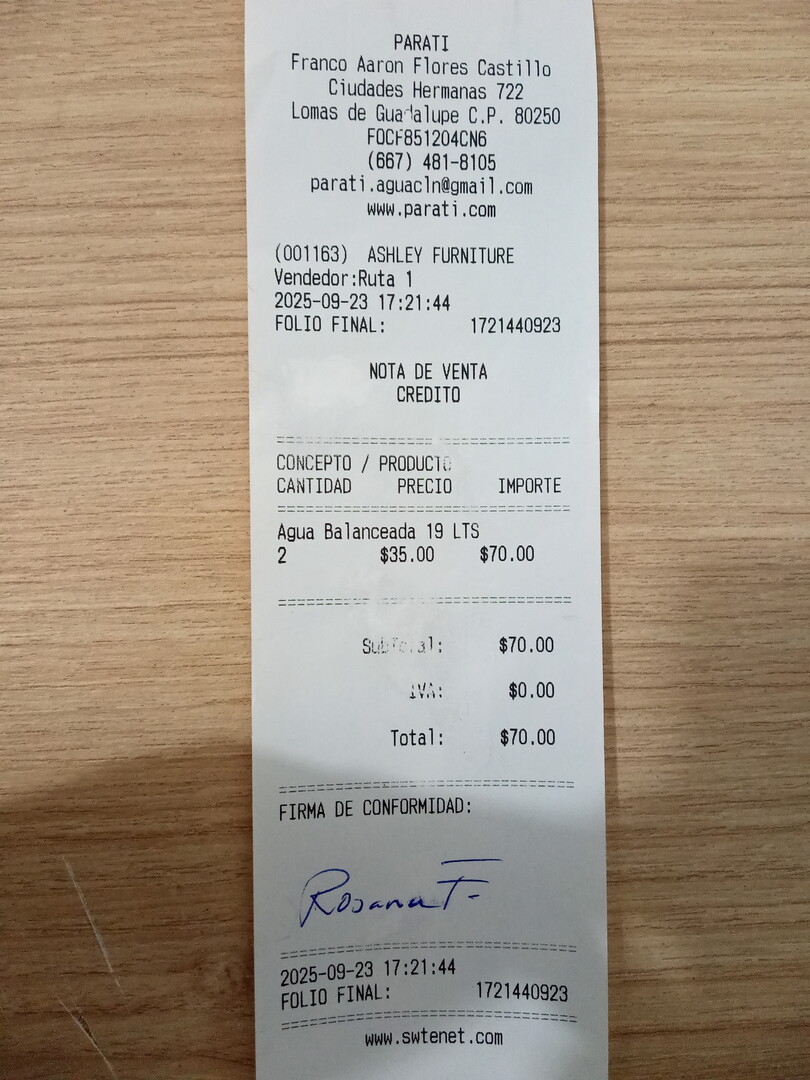 PARATI
Franco Aaron Flores Castillo
Ciudades Hermanas 722
Lomas de Guadalupe C.P. 80250
FOCF851204CN6
(667) 481-8105
parati.aguacln@gmail.com
www.parati.com
(001163) ASHLEY FURNITURE
Vendedor:Ruta 1
2025-09-23 17:21:44
FOLIO FINAL: 1721440923
NOTA DE VENTA
CREDITO
CONCEPTO / PRODUCTO
CANTIDAD PRECIO IMPORTE
Agua Balanceada 19 LTS
2 $35.00 $70.00
SubTotal: $70.00
IVA: $0.00
Total: $70.00
FIRMA DE CONFORMIDAD:
Rosana F.
2025-09-23 17:21:44
FOLIO FINAL: 1721440923
www.swtenet.com